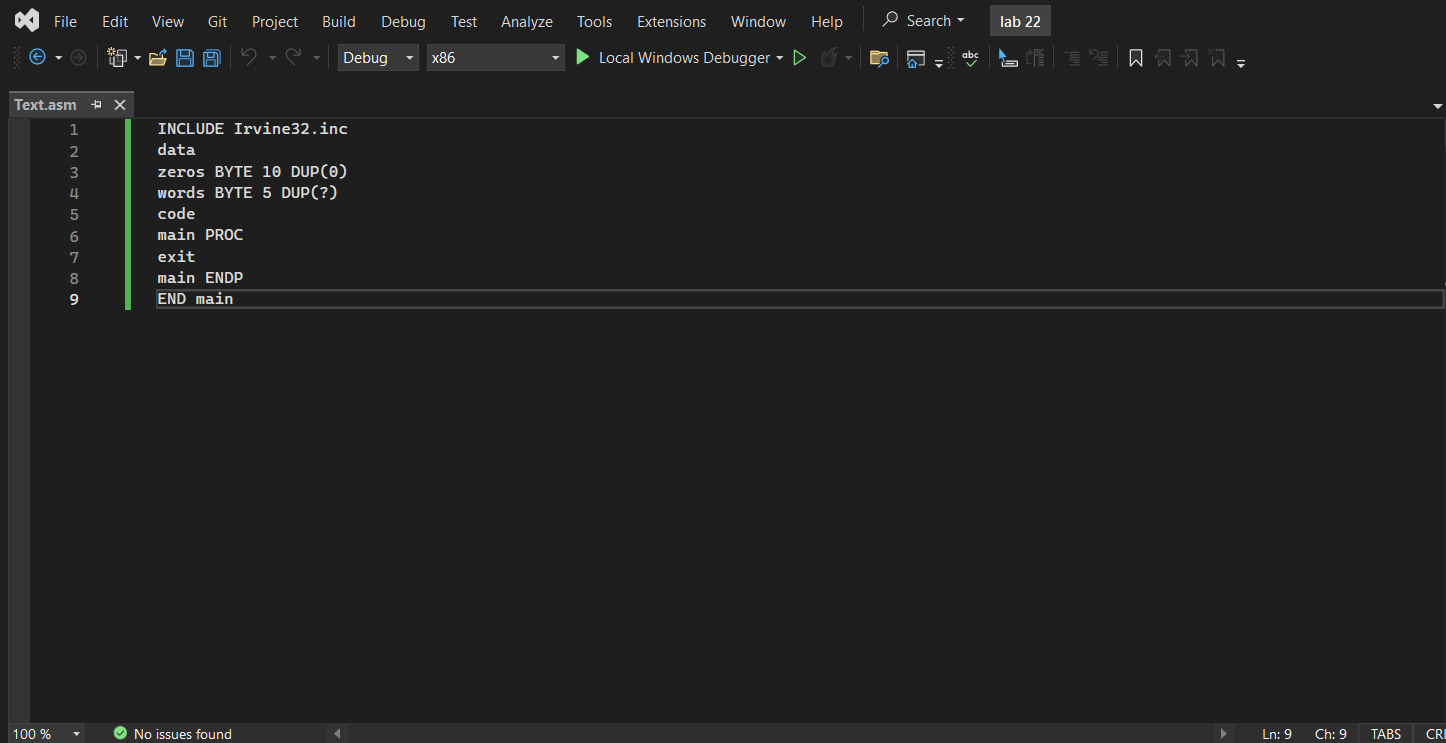 File Edit View Git Project Build Debug Test Analyze Tools Extensions Window Help Search lab 22
Debug x86 Local Windows Debugger abc
Text.asm
1 INCLUDE Irvine32.inc
2 data
3 zeros BYTE 10 DUP(0)
4 words BYTE 5 DUP(?)
5 code
6 main PROC
7 exit
8 main ENDP
9 END main
100 % No issues found Ln: 9 Ch: 9 TABS